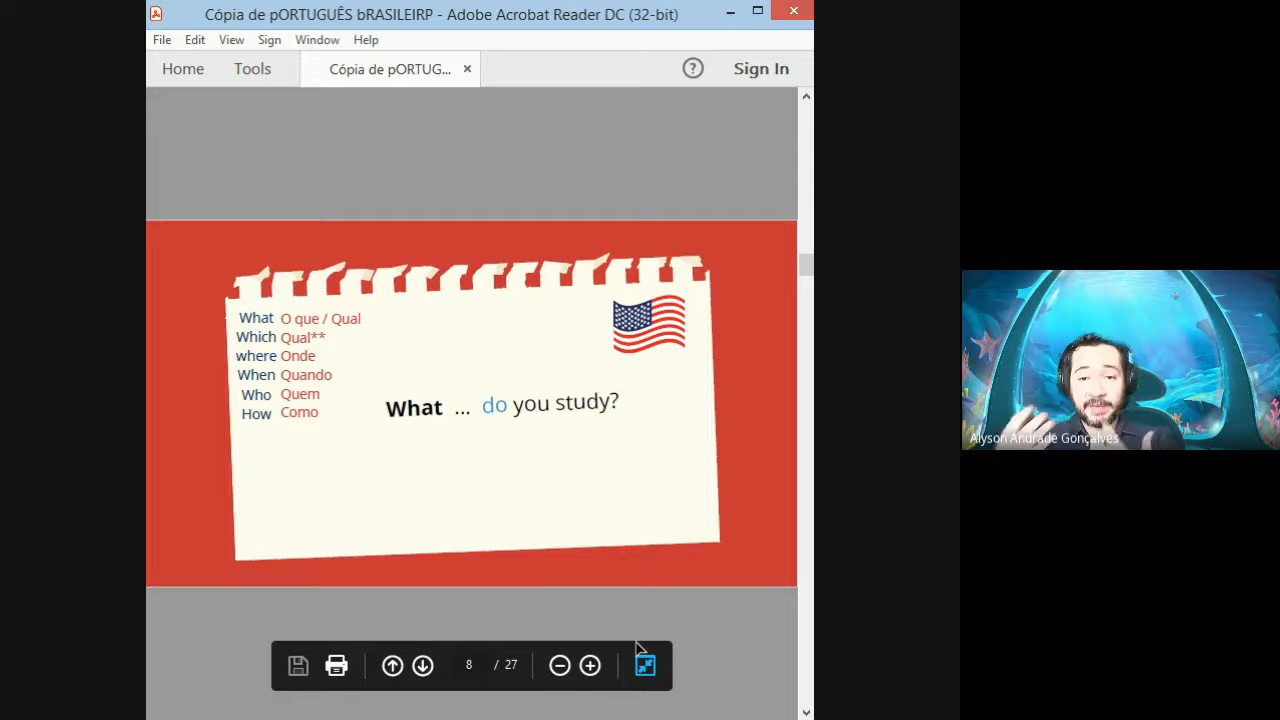 Cópia de pORTUGUÊS bRASILEIRP - Adobe Acrobat Reader DC (32-bit)
File Edit View Sign Window Help
Home Tools Cópia de pORTUG... × ? Sign In
What O que / Qual
Which Qual**
where Onde
When Quando
Who Quem
How Como
What ... do you study?
Alyson Andrade Gonçalves
8 / 27